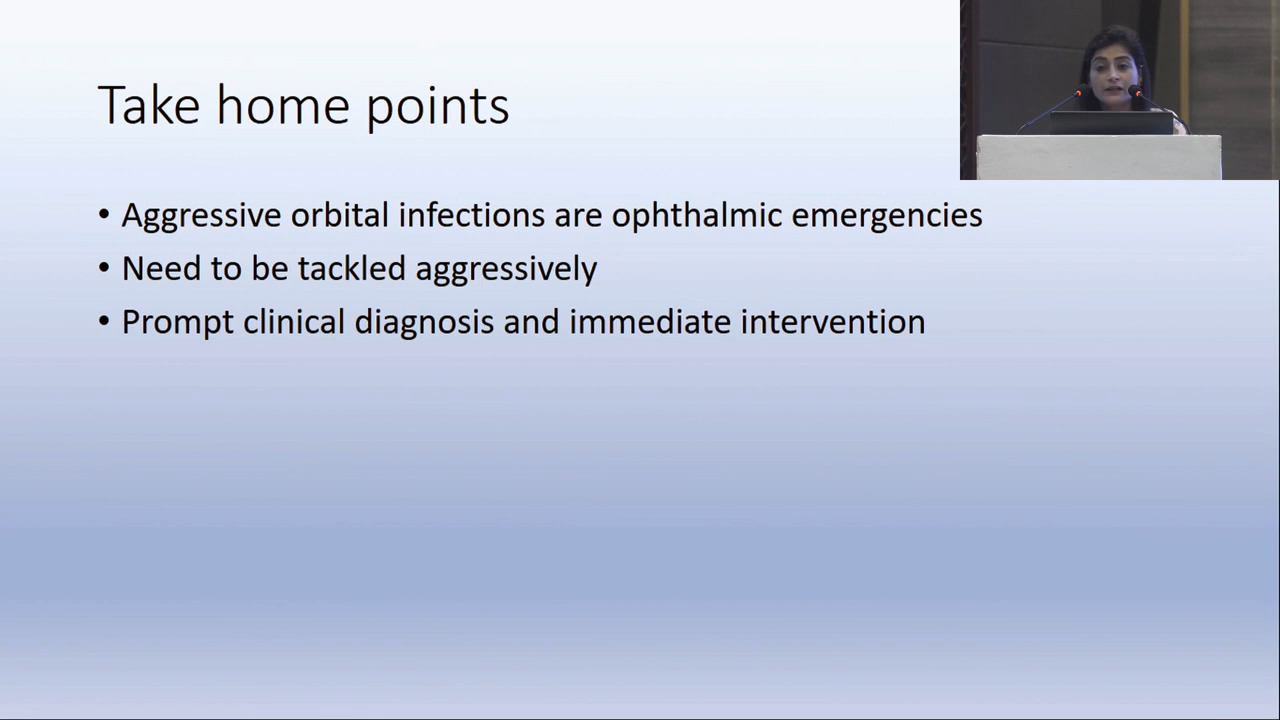 Take home points
• Aggressive orbital infections are ophthalmic emergencies
• Need to be tackled aggressively
• Prompt clinical diagnosis and immediate intervention